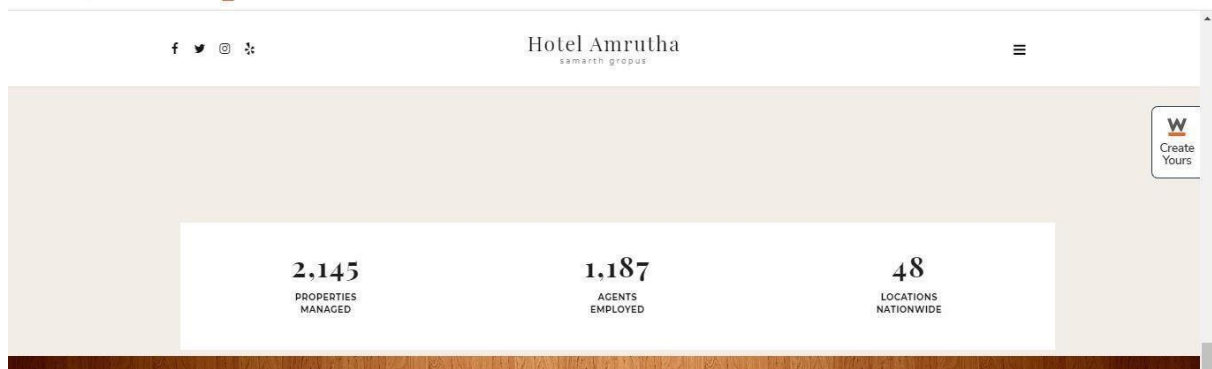 Hotel Amrutha
samarth gropus
W
Create
Yours
2,145
PROPERTIES
MANAGED
1,187
AGENTS
EMPLOYED
48
LOCATIONS
NATIONWIDE